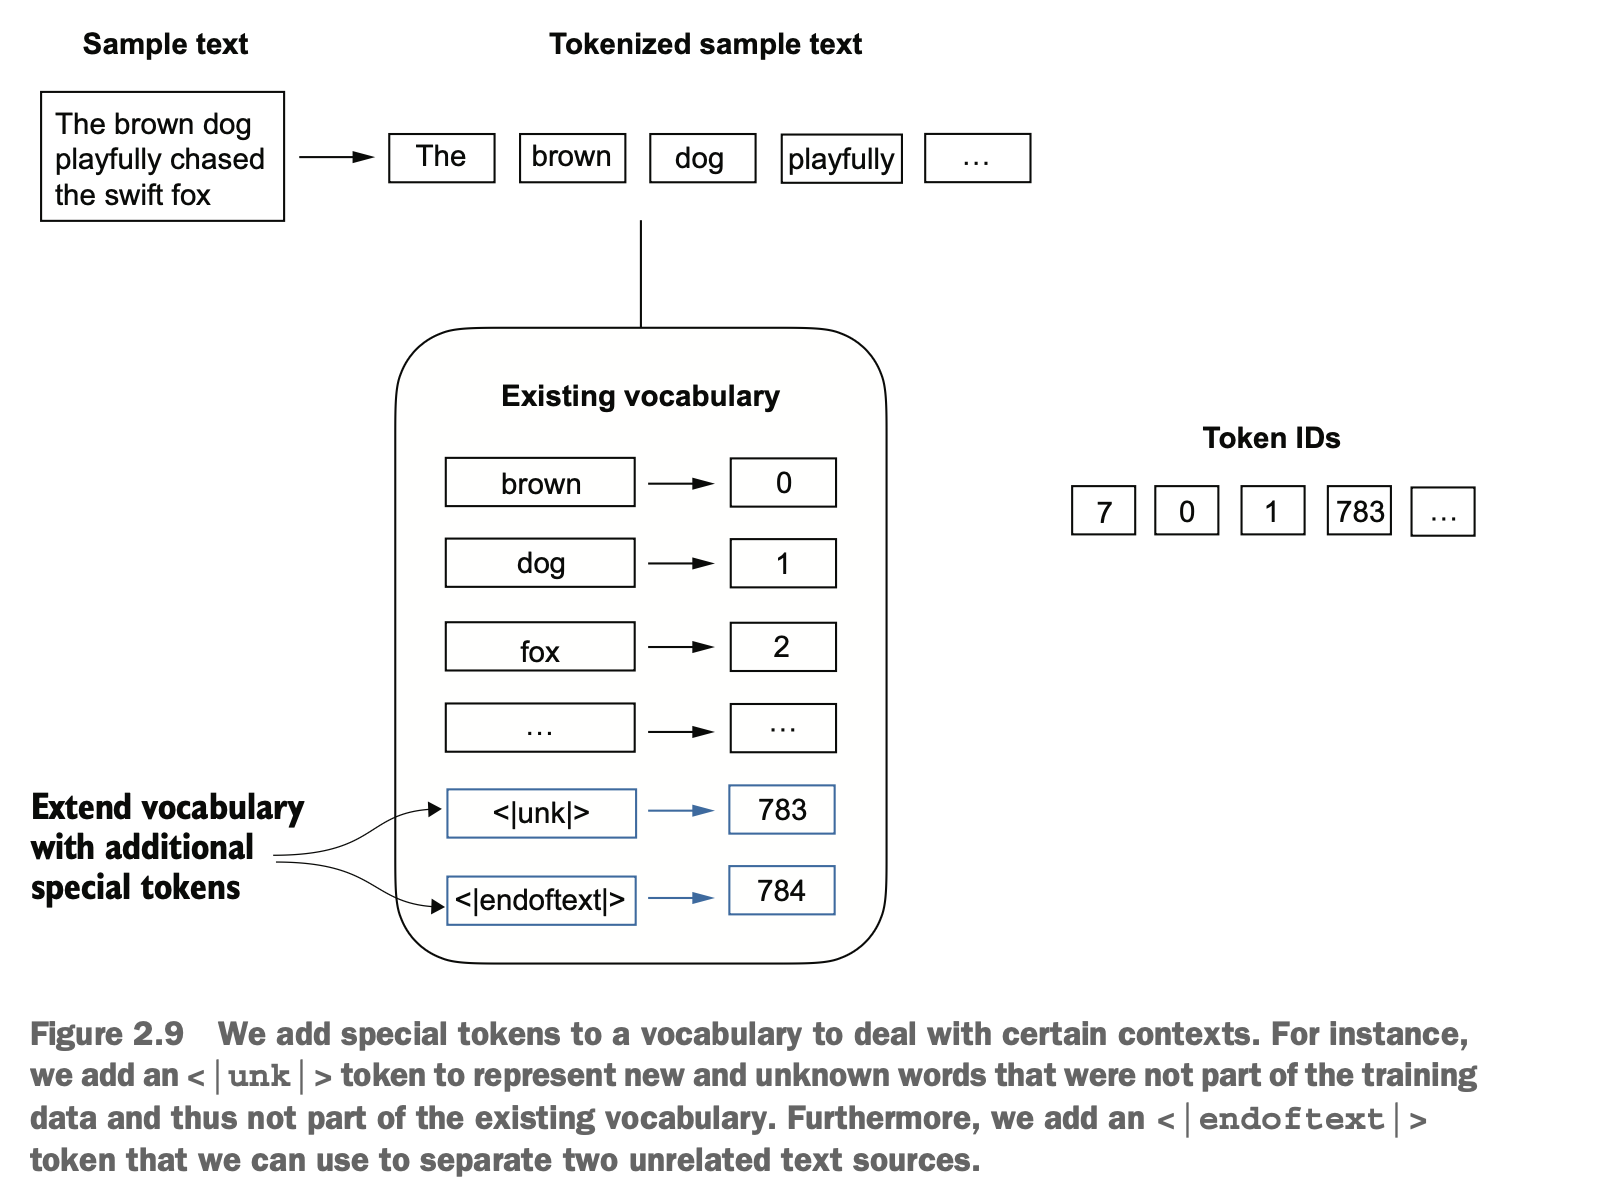 Sample text
Tokenized sample text
The brown dog
playfully chased
the swift fox
The
brown
dog
playfully
…
Existing vocabulary
brown
0
dog
1
fox
2
…
…
<|unk|>
783
<|endoftext|>
784
Extend vocabulary
with additional
special tokens
Token IDs
7
0
1
783
…
Figure 2.9 We add special tokens to a vocabulary to deal with certain contexts. For instance,
we add an <|unk|> token to represent new and unknown words that were not part of the training
data and thus not part of the existing vocabulary. Furthermore, we add an <|endoftext|>
token that we can use to separate two unrelated text sources.